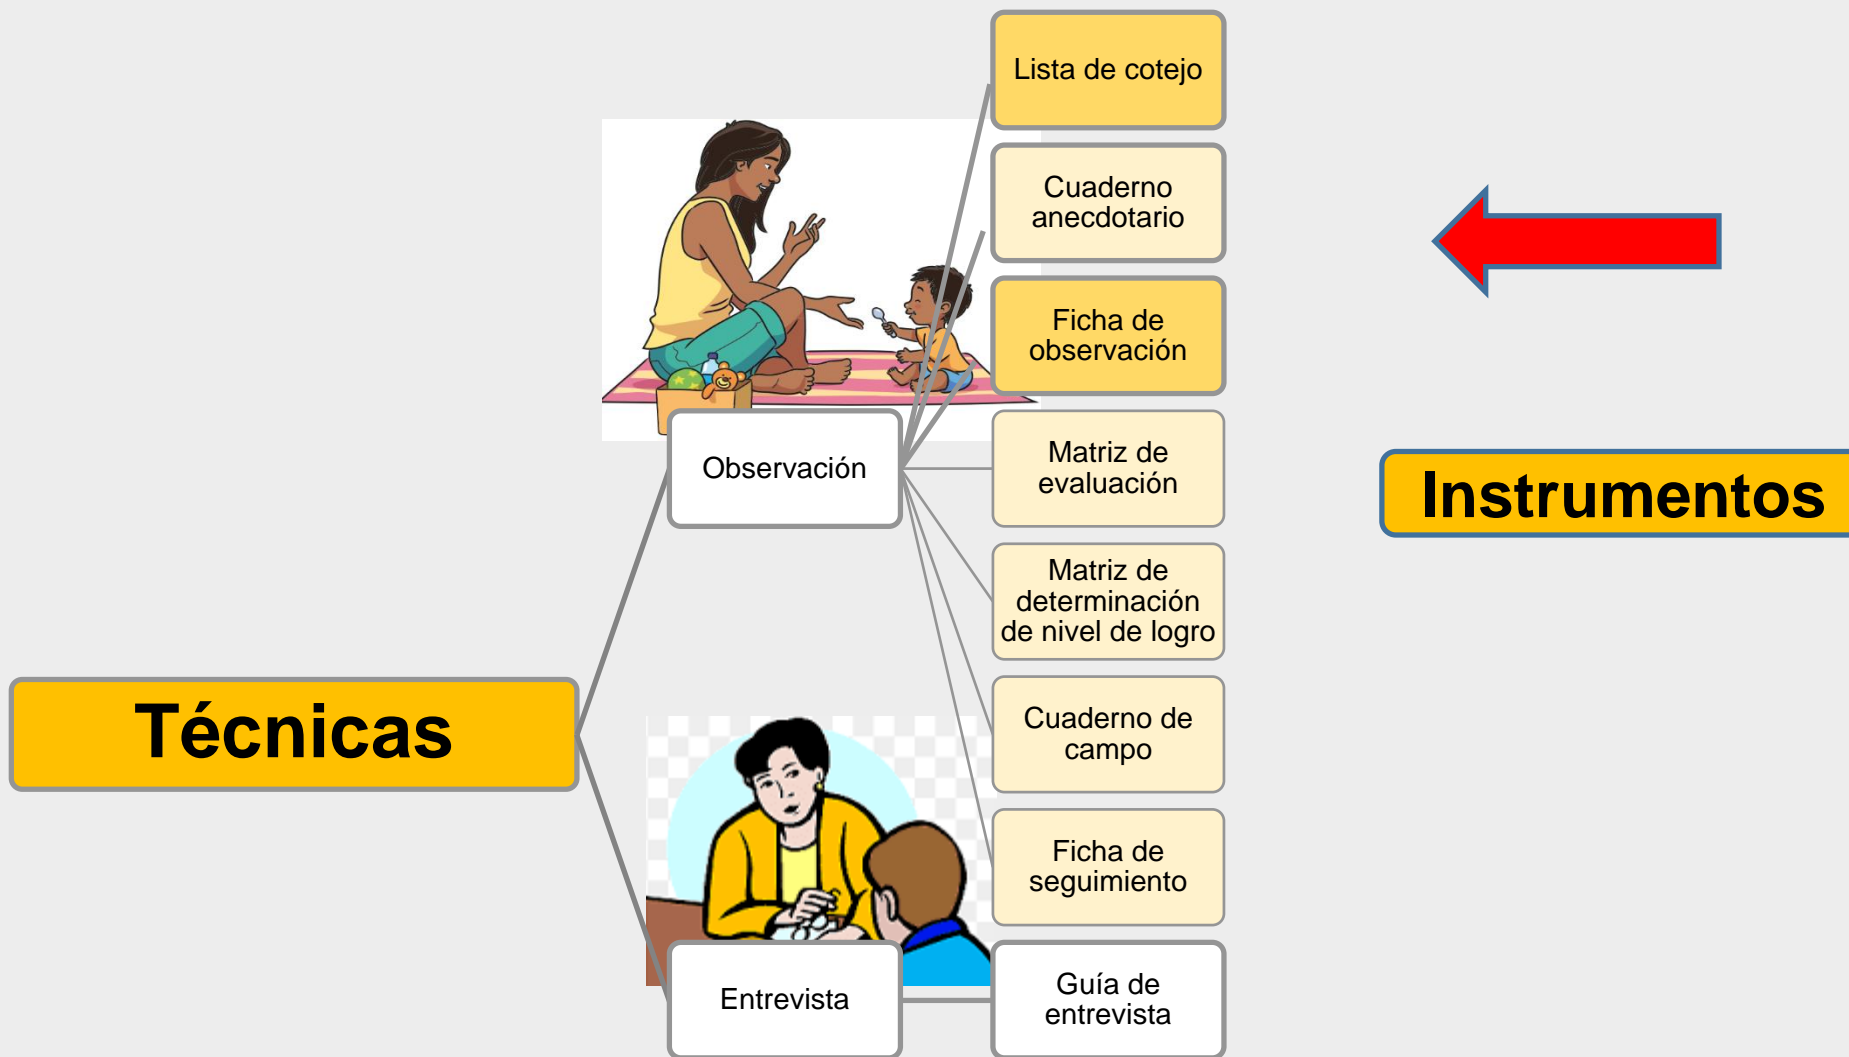 Lista de cotejo
Cuaderno
anecdotario
Ficha de
observación
Observación
Matriz de
evaluación
Instrumentos
Matriz de
determinación
de nivel de logro
Técnicas
Cuaderno de
campo
Ficha de
seguimiento
Entrevista
Guía de
entrevista